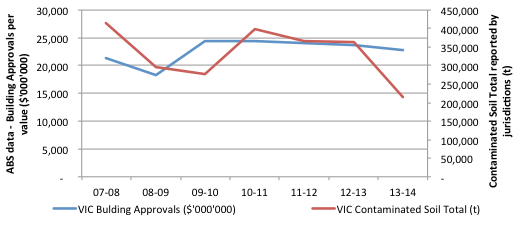 ABS data - Building Approvals per
value ($'000'000)
30,000
25,000
20,000
15,000
10,000
5,000
-
450,000
400,000
350,000
300,000
250,000
200,000
150,000
100,000
50,000
-
Contaminated Soil Total reported by
jurisdictions (t)
07-08 08-09 09-10 10-11 11-12 12-13 13-14
VIC Bulding Approvals ($'000'000) VIC Contaminated Soil Total (t)